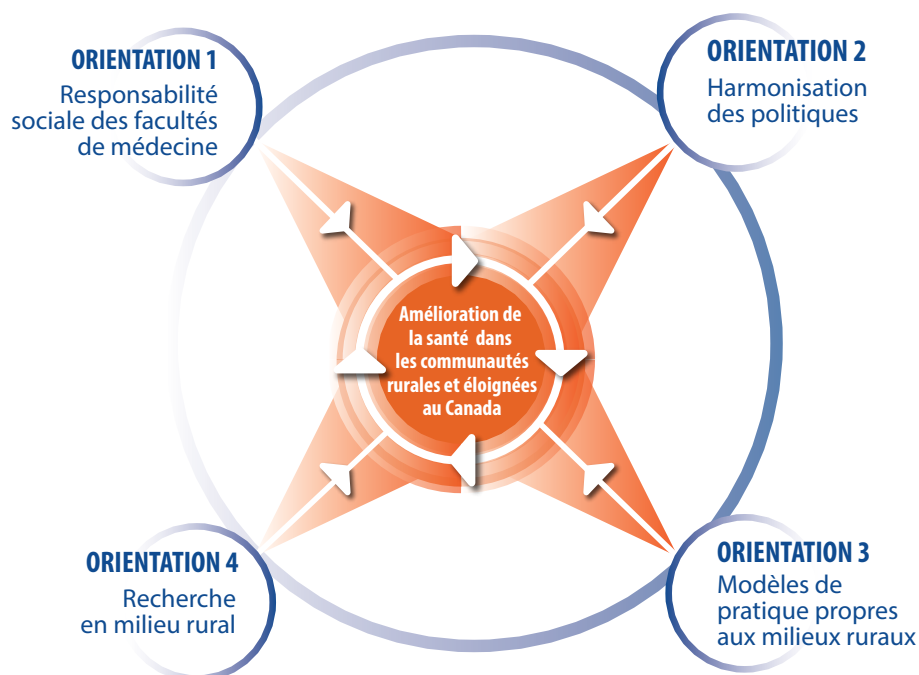 ORIENTATION 1
Responsabilité
sociale des facultés
de médecine
ORIENTATION 2
Harmonisation
des politiques
Amélioration de
la santé dans
les communautés
rurales et éloignées
au Canada
ORIENTATION 4
Recherche
en milieu rural
ORIENTATION 3
Modèles de
pratique propres
aux milieux ruraux